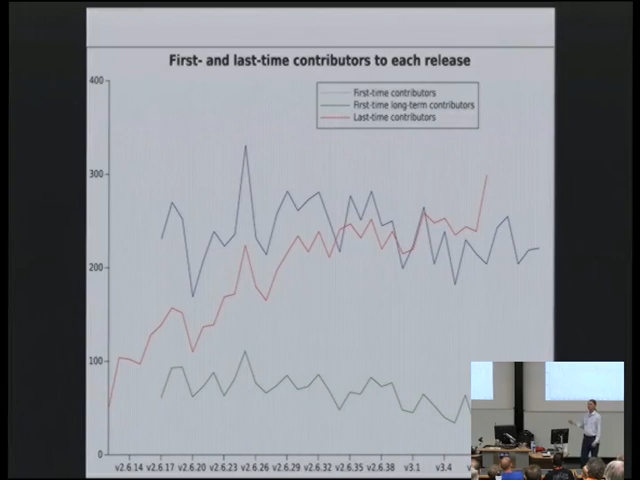 First- and last-time contributors to each release
400
First-time contributors
First-time long-term contributors
Last-time contributors
300
200
100
0
v2.6.14 v2.6.17 v2.6.20 v2.6.23 v2.6.26 v2.6.29 v2.6.32 v2.6.35 v2.6.38 v3.1 v3.4